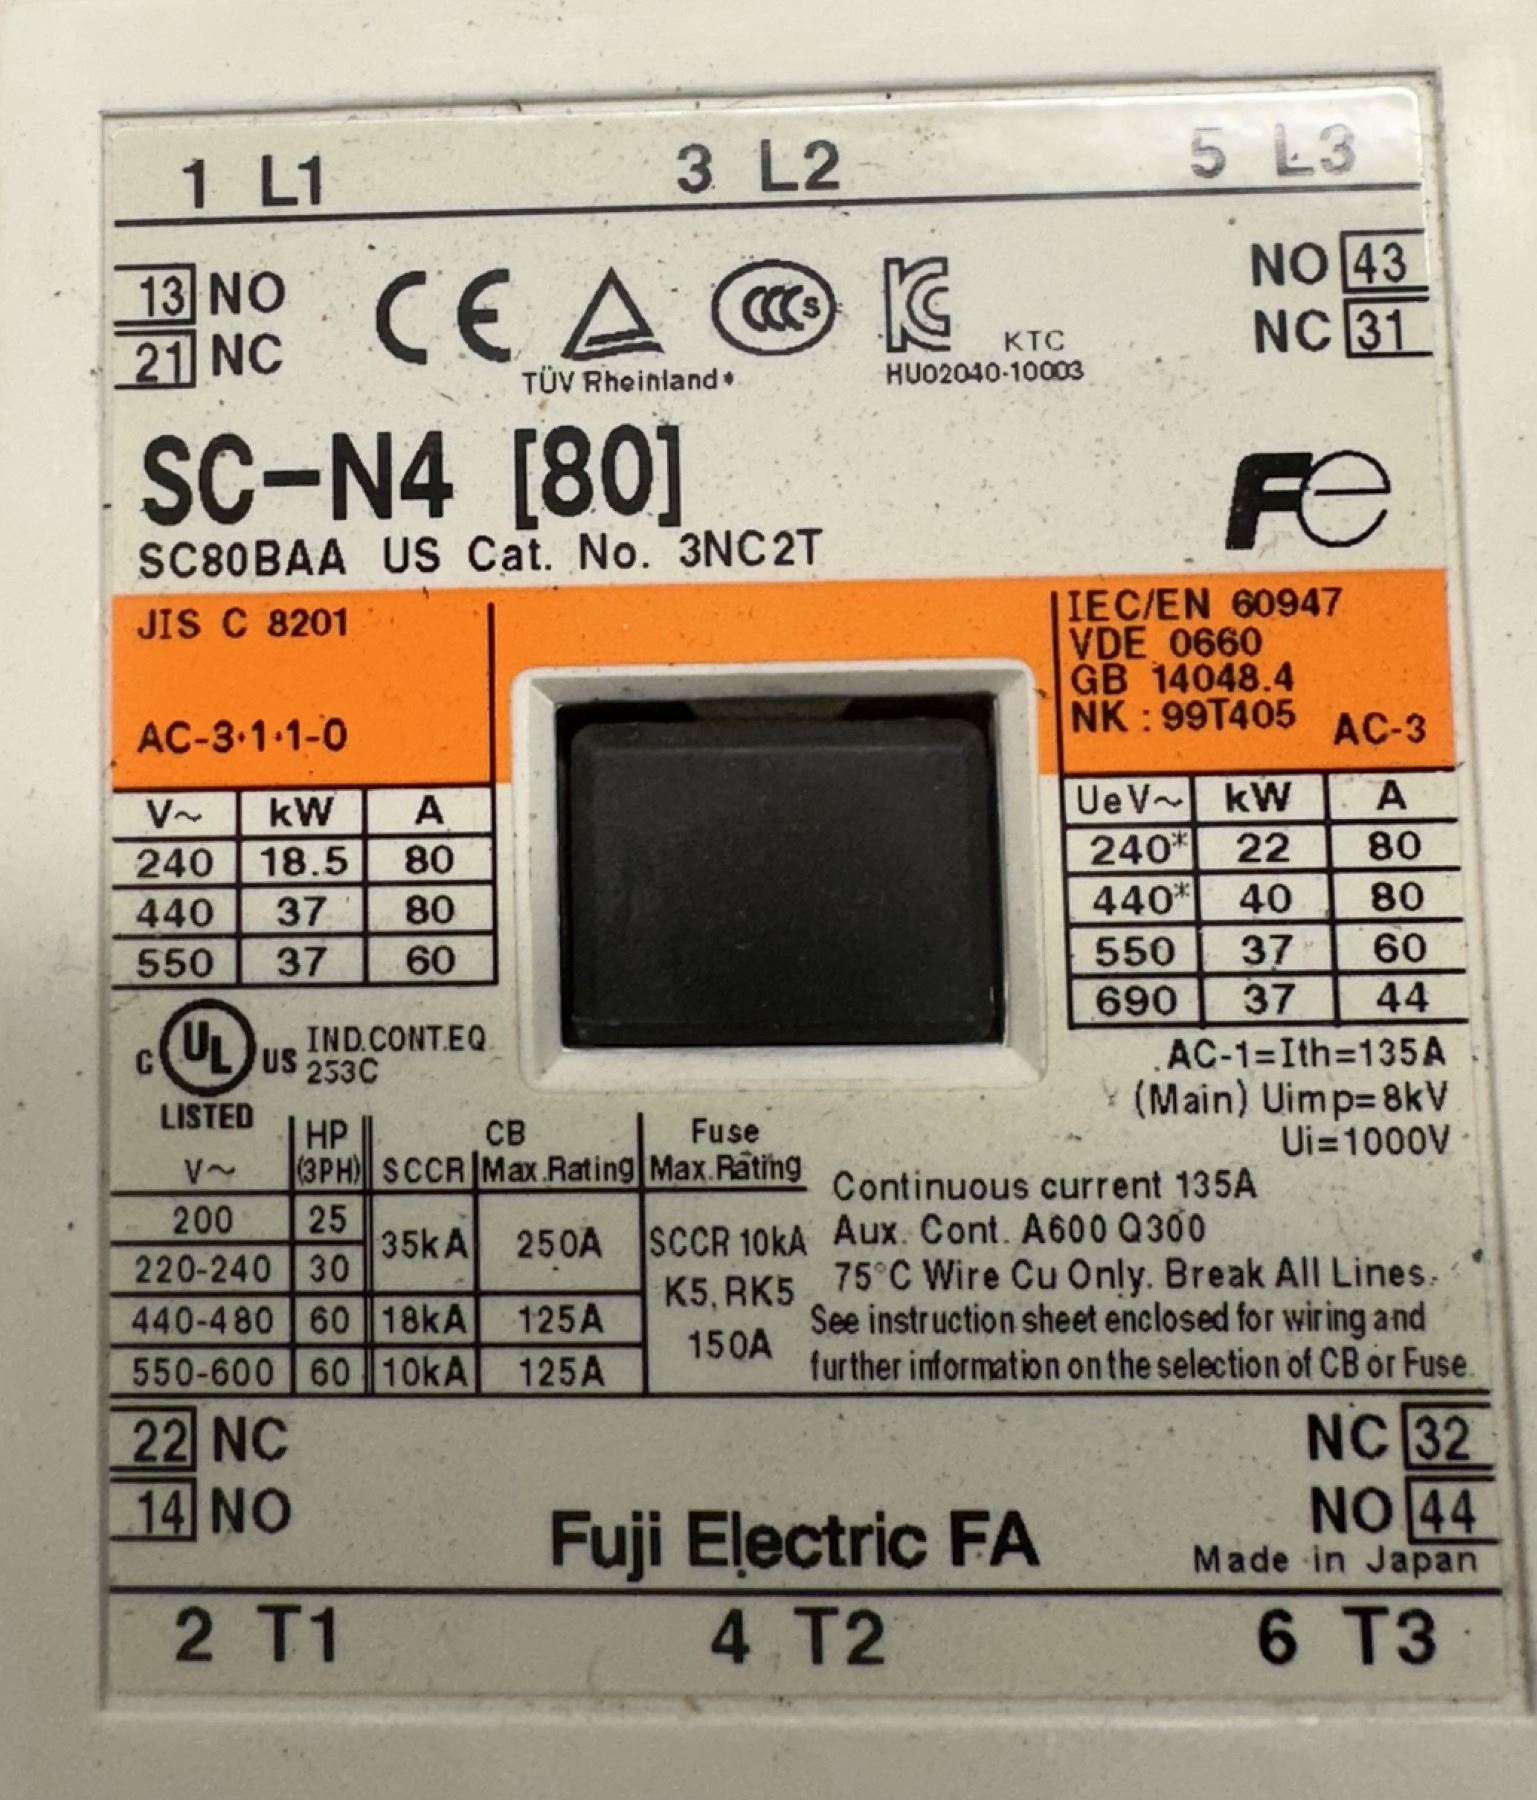 1 L1 3 L2 5 L3
13 NO NO 43
21 NC NC 31
CE CCC S KC KTC
TÜV Rheinland HU02040-10003
SC-N4 [80] Fe
SC80BAA US Cat. No. 3NC2T
JIS C 8201
AC-3·1·1-0
IEC/EN 60947
VDE 0660
GB 14048.4
NK : 99T405 AC-3
V~ kW A
240 18.5 80
440 37 80
550 37 60
Ue V~ kW A
240* 22 80
440* 40 80
550 37 60
690 37 44
C UL US IND.CONT.EQ
253C
LISTED
AC-1=Ith=135A
(Main) Uimp=8kV
Ui=1000V
HP CB Fuse
V~ (3PH) SCCR Max.Rating Max.Rating
200 25 35kA 250A SCCR 10kA
220-240 30 K5, RK5
440-480 60 18kA 125A 150A
550-600 60 10kA 125A
Continuous current 135A
Aux. Cont. A600 Q300
75°C Wire Cu Only. Break All Lines.
See instruction sheet enclosed for wiring and
further information on the selection of CB or Fuse.
22 NC NC 32
14 NO NO 44
Fuji Electric FA
Made in Japan
2 T1 4 T2 6 T3